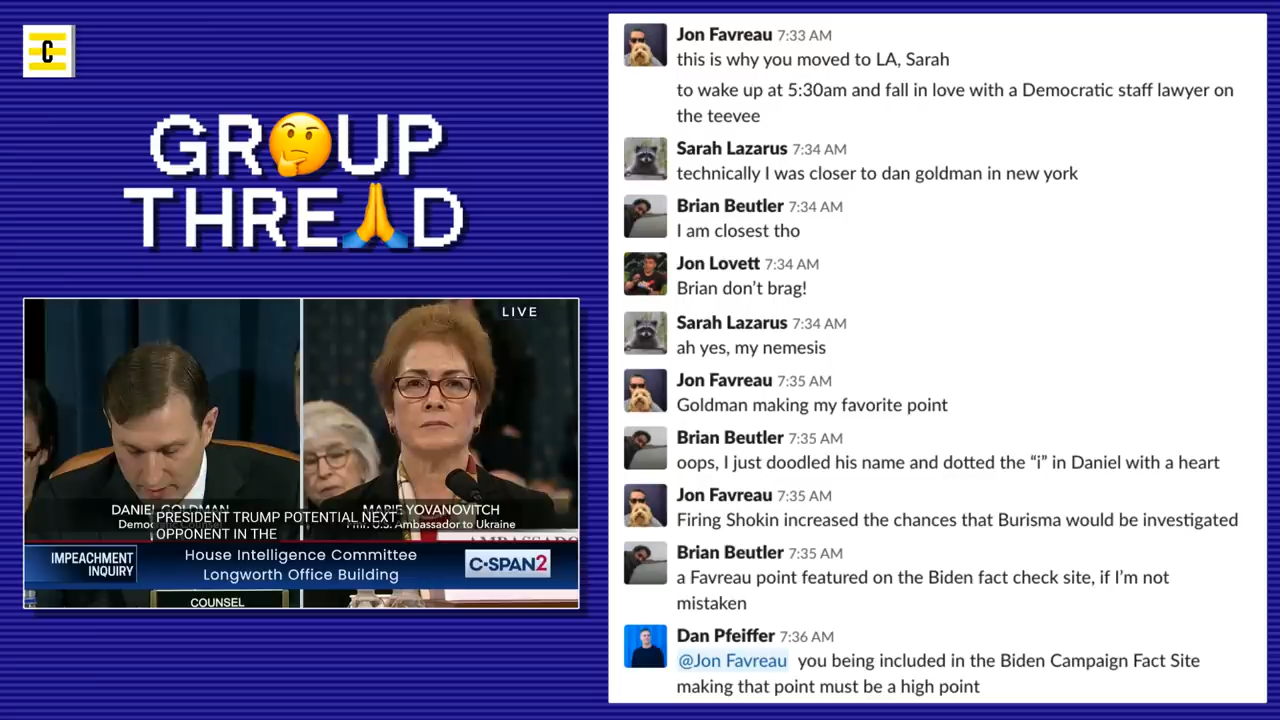 C
GR🤔UP
THRE🙏D
LIVE
DANIEL GOLDMAN
MARIE YOVANOVITCH
Ambassador to Ukraine
PRESIDENT TRUMP POTENTIAL NEXT
OPPONENT IN THE
IMPEACHMENT
INQUIRY
House Intelligence Committee
Longworth Office Building
C-SPAN2
COUNSEL
Jon Favreau 7:33 AM
this is why you moved to LA, Sarah
to wake up at 5:30am and fall in love with a Democratic staff lawyer on
the teevee
Sarah Lazarus 7:34 AM
technically I was closer to dan goldman in new york
Brian Beutler 7:34 AM
I am closest tho
Jon Lovett 7:34 AM
Brian don’t brag!
Sarah Lazarus 7:34 AM
ah yes, my nemesis
Jon Favreau 7:35 AM
Goldman making my favorite point
Brian Beutler 7:35 AM
oops, I just doodled his name and dotted the “i” in Daniel with a heart
Jon Favreau 7:35 AM
Firing Shokin increased the chances that Burisma would be investigated
Brian Beutler 7:35 AM
a Favreau point featured on the Biden fact check site, if I’m not
mistaken
Dan Pfeiffer 7:36 AM
@Jon Favreau you being included in the Biden Campaign Fact Site
making that point must be a high point